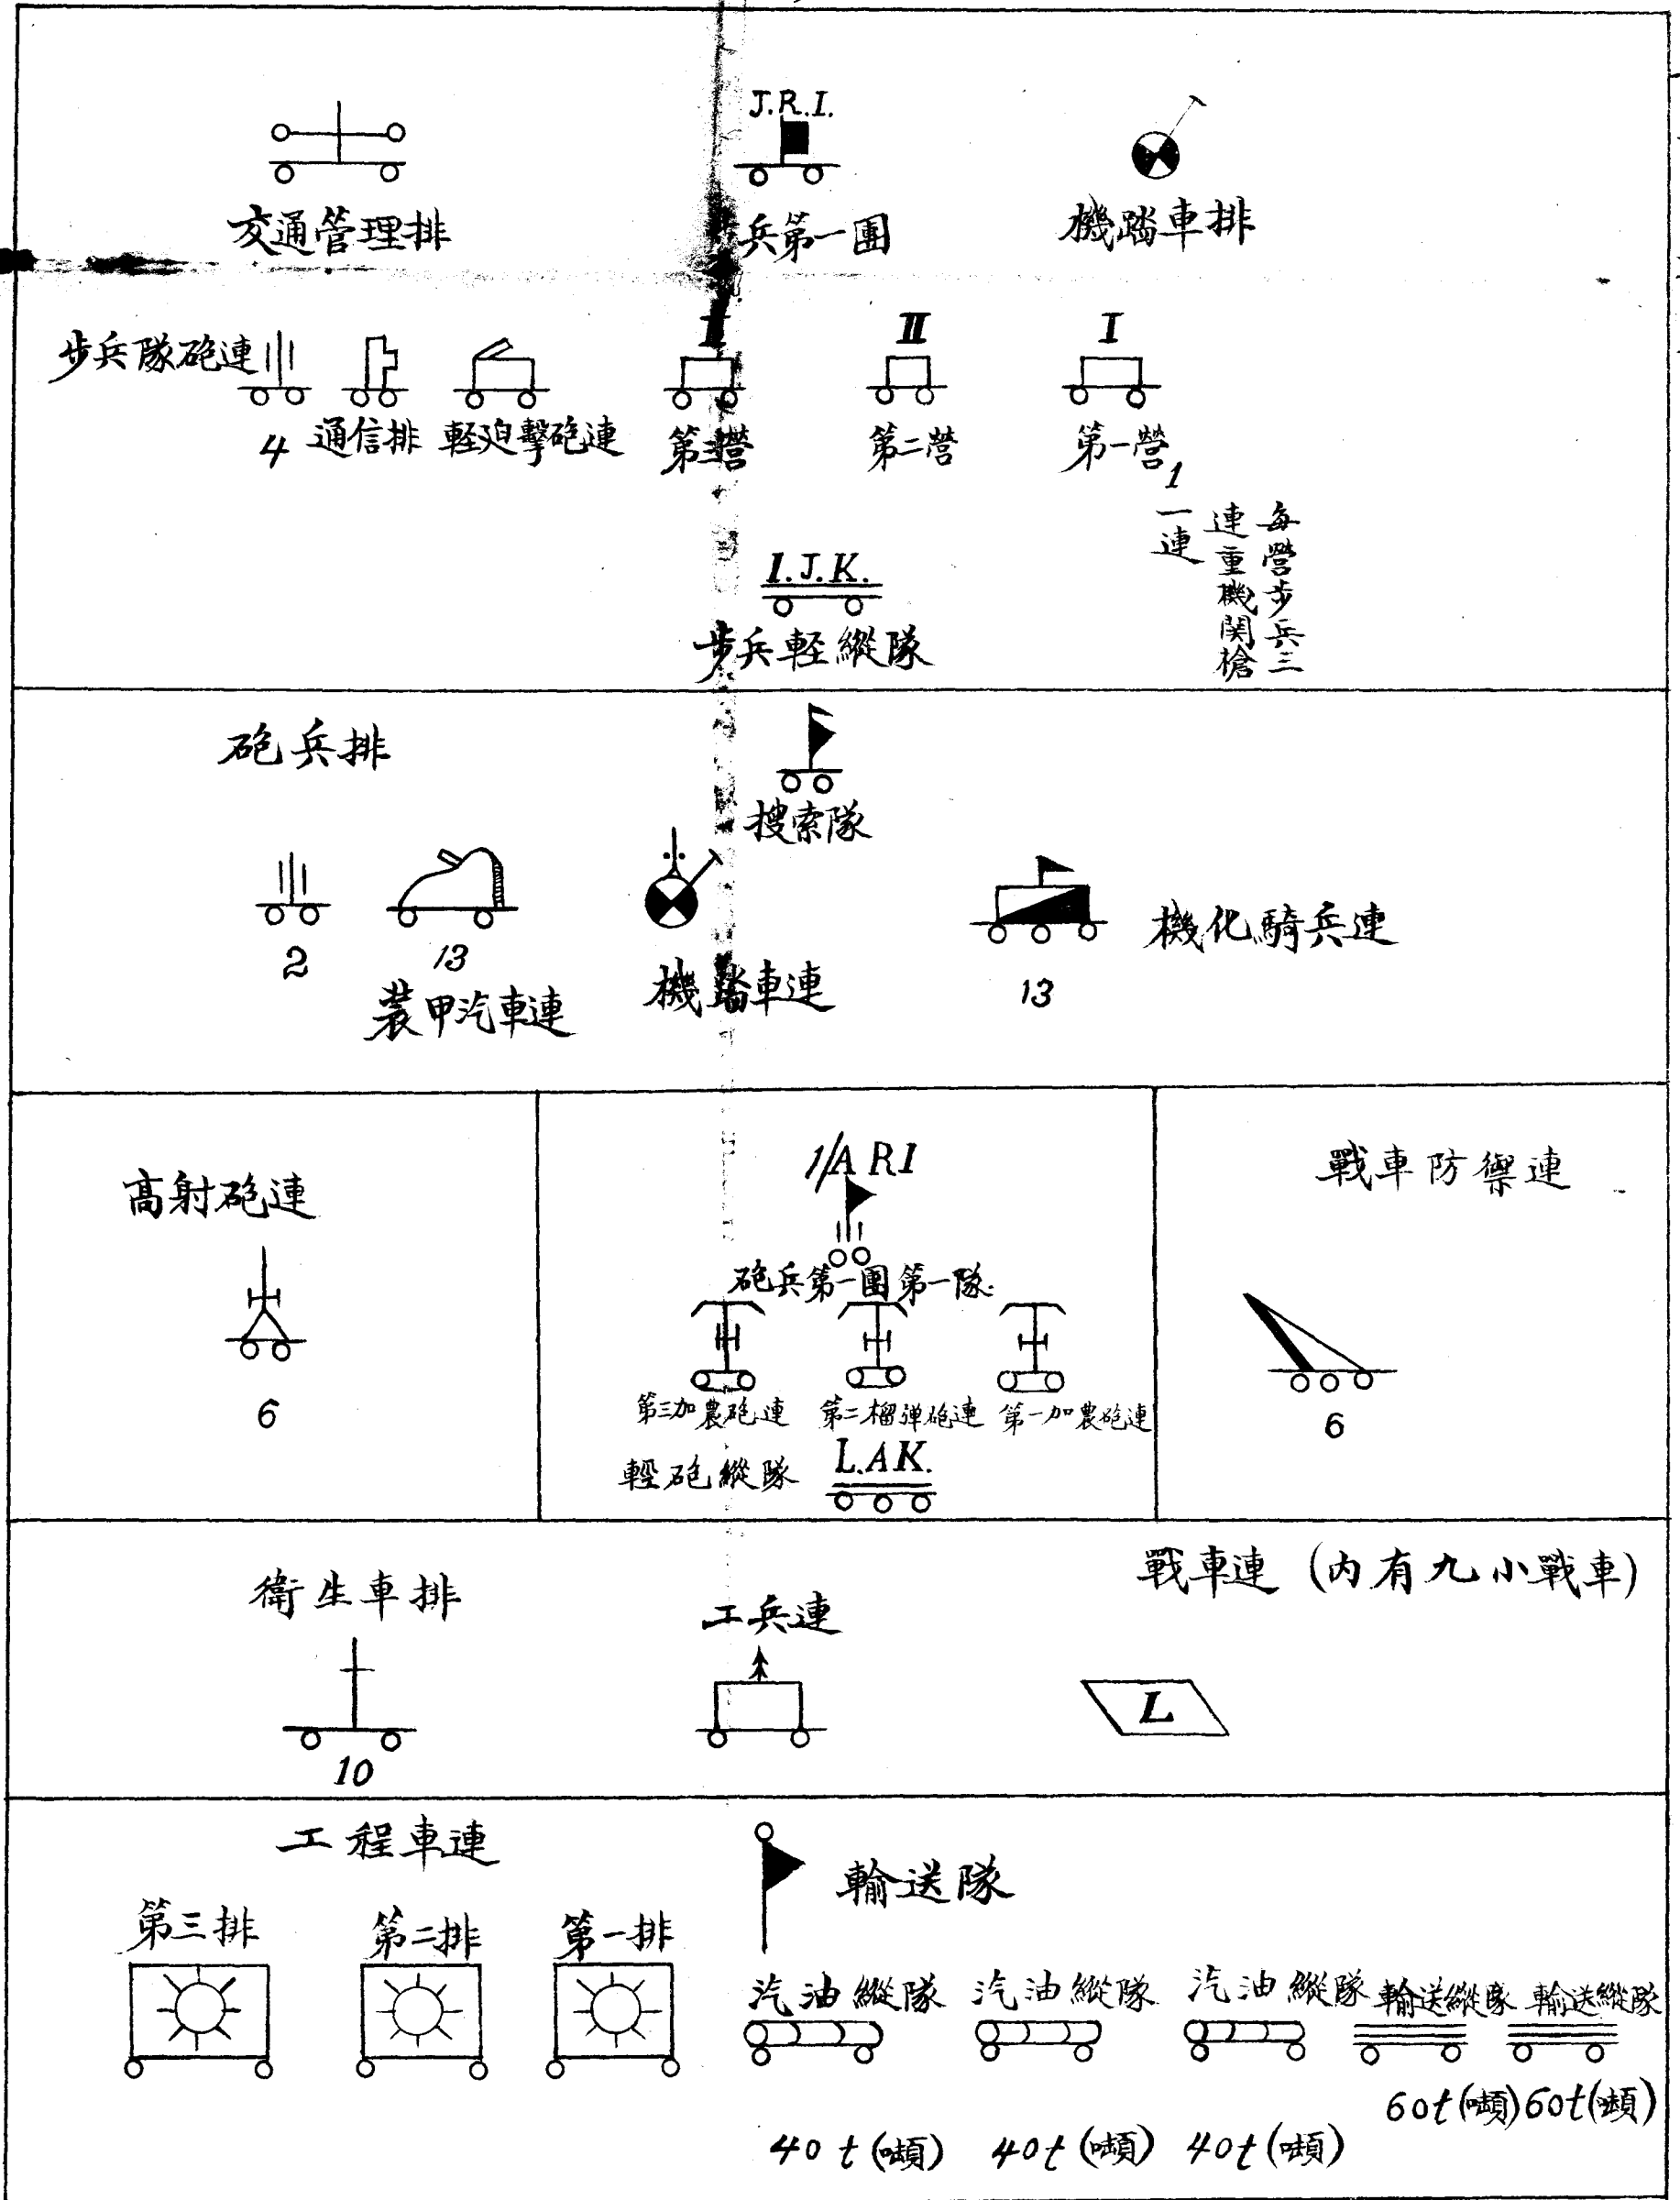 J.R.I.
交通管理排
兵第一團
機踏車排
步兵隊砲連
II
I
4
通信排
軽迫擊砲連
第三營
第二營
第一營
1
每營步兵三
連重機関槍
一連
I.J.K.
步兵軽縱隊
砲兵排
搜索隊
2
13
裝甲汽車連
機踏車連
機化騎兵連
13
高射砲連
6
1/ARI
砲兵第一團第一隊.
第三加農砲連
第二榴弹砲連
第一加農砲連
輕砲縱隊
L.AK.
戰車防禦連
6
衛生車排
10
工兵連
戰車連(内有九小戰車)
L
工程車連
第三排
第二排
第一排
輸送隊
汽油縱隊
汽油縱隊
汽油縱隊
輸送縱隊
輸送縱隊
40t(噸)
40t(噸)
40t(噸)
60t(噸)
60t(噸)